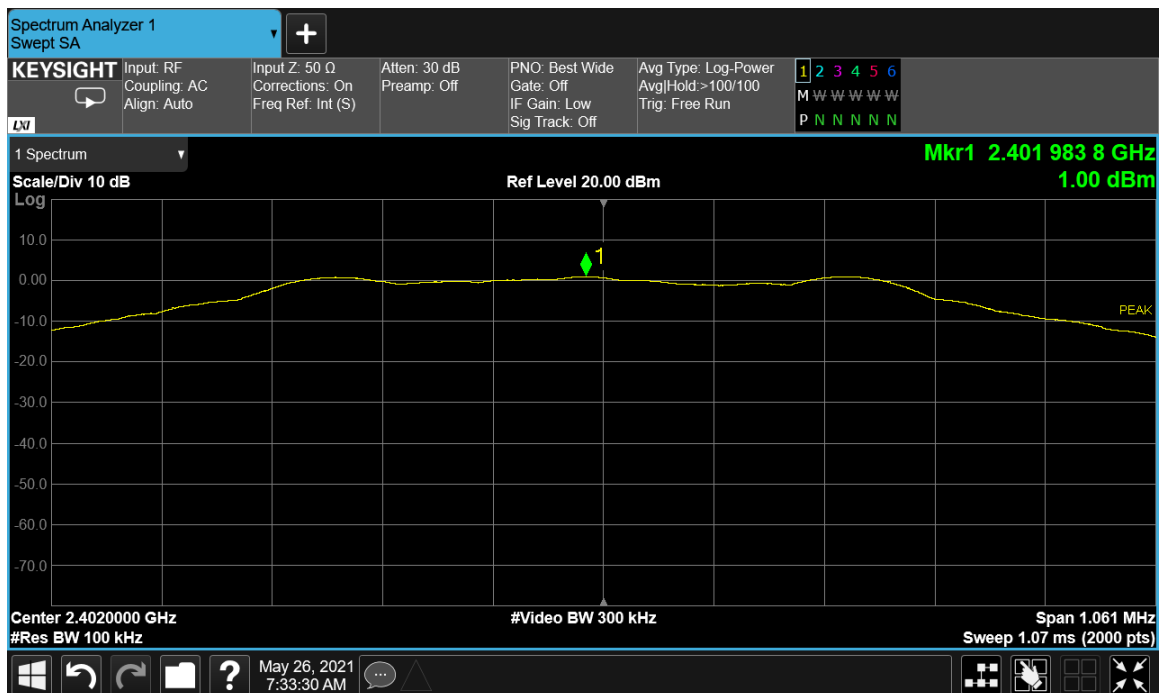 Spectrum Analyzer 1
Swept SA
KEYSIGHT
LXI
Input: RF
Coupling: AC
Align: Auto
Input Z: 50 Ω
Corrections: On
Freq Ref: Int (S)
Atten: 30 dB
Preamp: Off
PNO: Best Wide
Gate: Off
IF Gain: Low
Sig Track: Off
Avg Type: Log-Power
Avg|Hold:>100/100
Trig: Free Run
1 2 3 4 5 6
M W W W W W
P N N N N N
1 Spectrum
Mkr1 2.401 983 8 GHz
Scale/Div 10 dB
Ref Level 20.00 dBm
1.00 dBm
Log
10.0
1
0.00
PEAK
-10.0
-20.0
-30.0
-40.0
-50.0
-60.0
-70.0
Center 2.4020000 GHz
#Video BW 300 kHz
Span 1.061 MHz
#Res BW 100 kHz
Sweep 1.07 ms (2000 pts)
?
May 26, 2021
7:33:30 AM